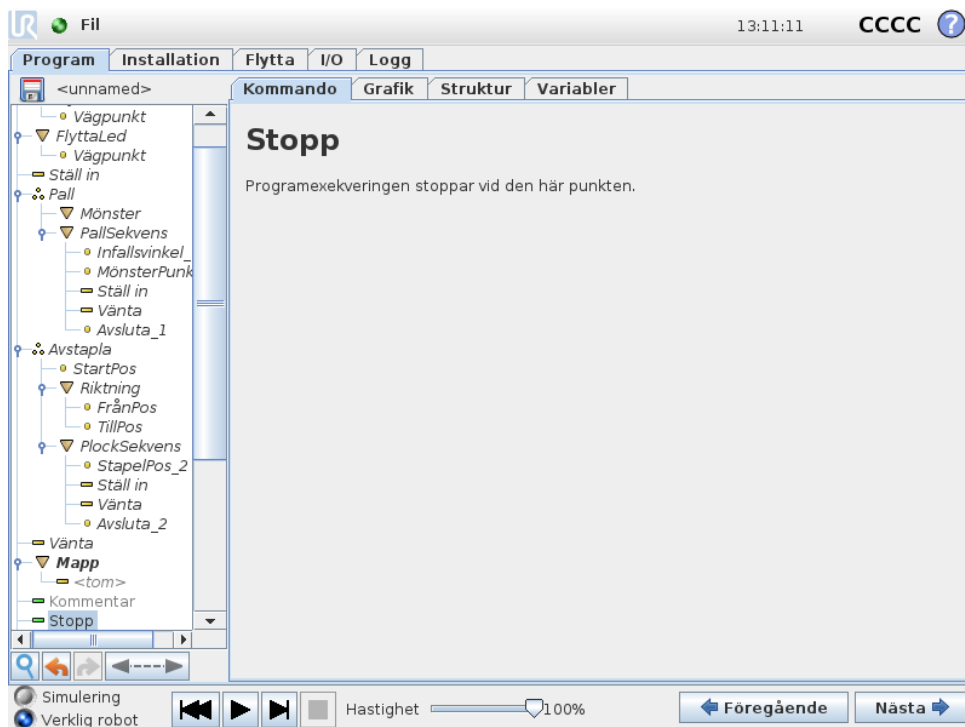 UR Fil 13:11:11 CCCC ?
Program Installation Flytta I/O Logg
<unnamed>
Kommando Grafik Struktur Variabler
Vägpunkt
FlyttaLed
Vägpunkt
Ställ in
Pall
Mönster
PallSekvens
Infallsvinkel_
MönsterPunk
Ställ in
Vänta
Avsluta_1
Avstapla
StartPos
Riktning
FrånPos
TillPos
PlockSekvens
StapelPos_2
Ställ in
Vänta
Avsluta_2
Vänta
Mapp
<tom>
Kommentar
Stopp
Stopp
Programexekveringen stoppar vid den här punkten.
Simulering
Verklig robot
Hastighet 100%
Föregående Nästa